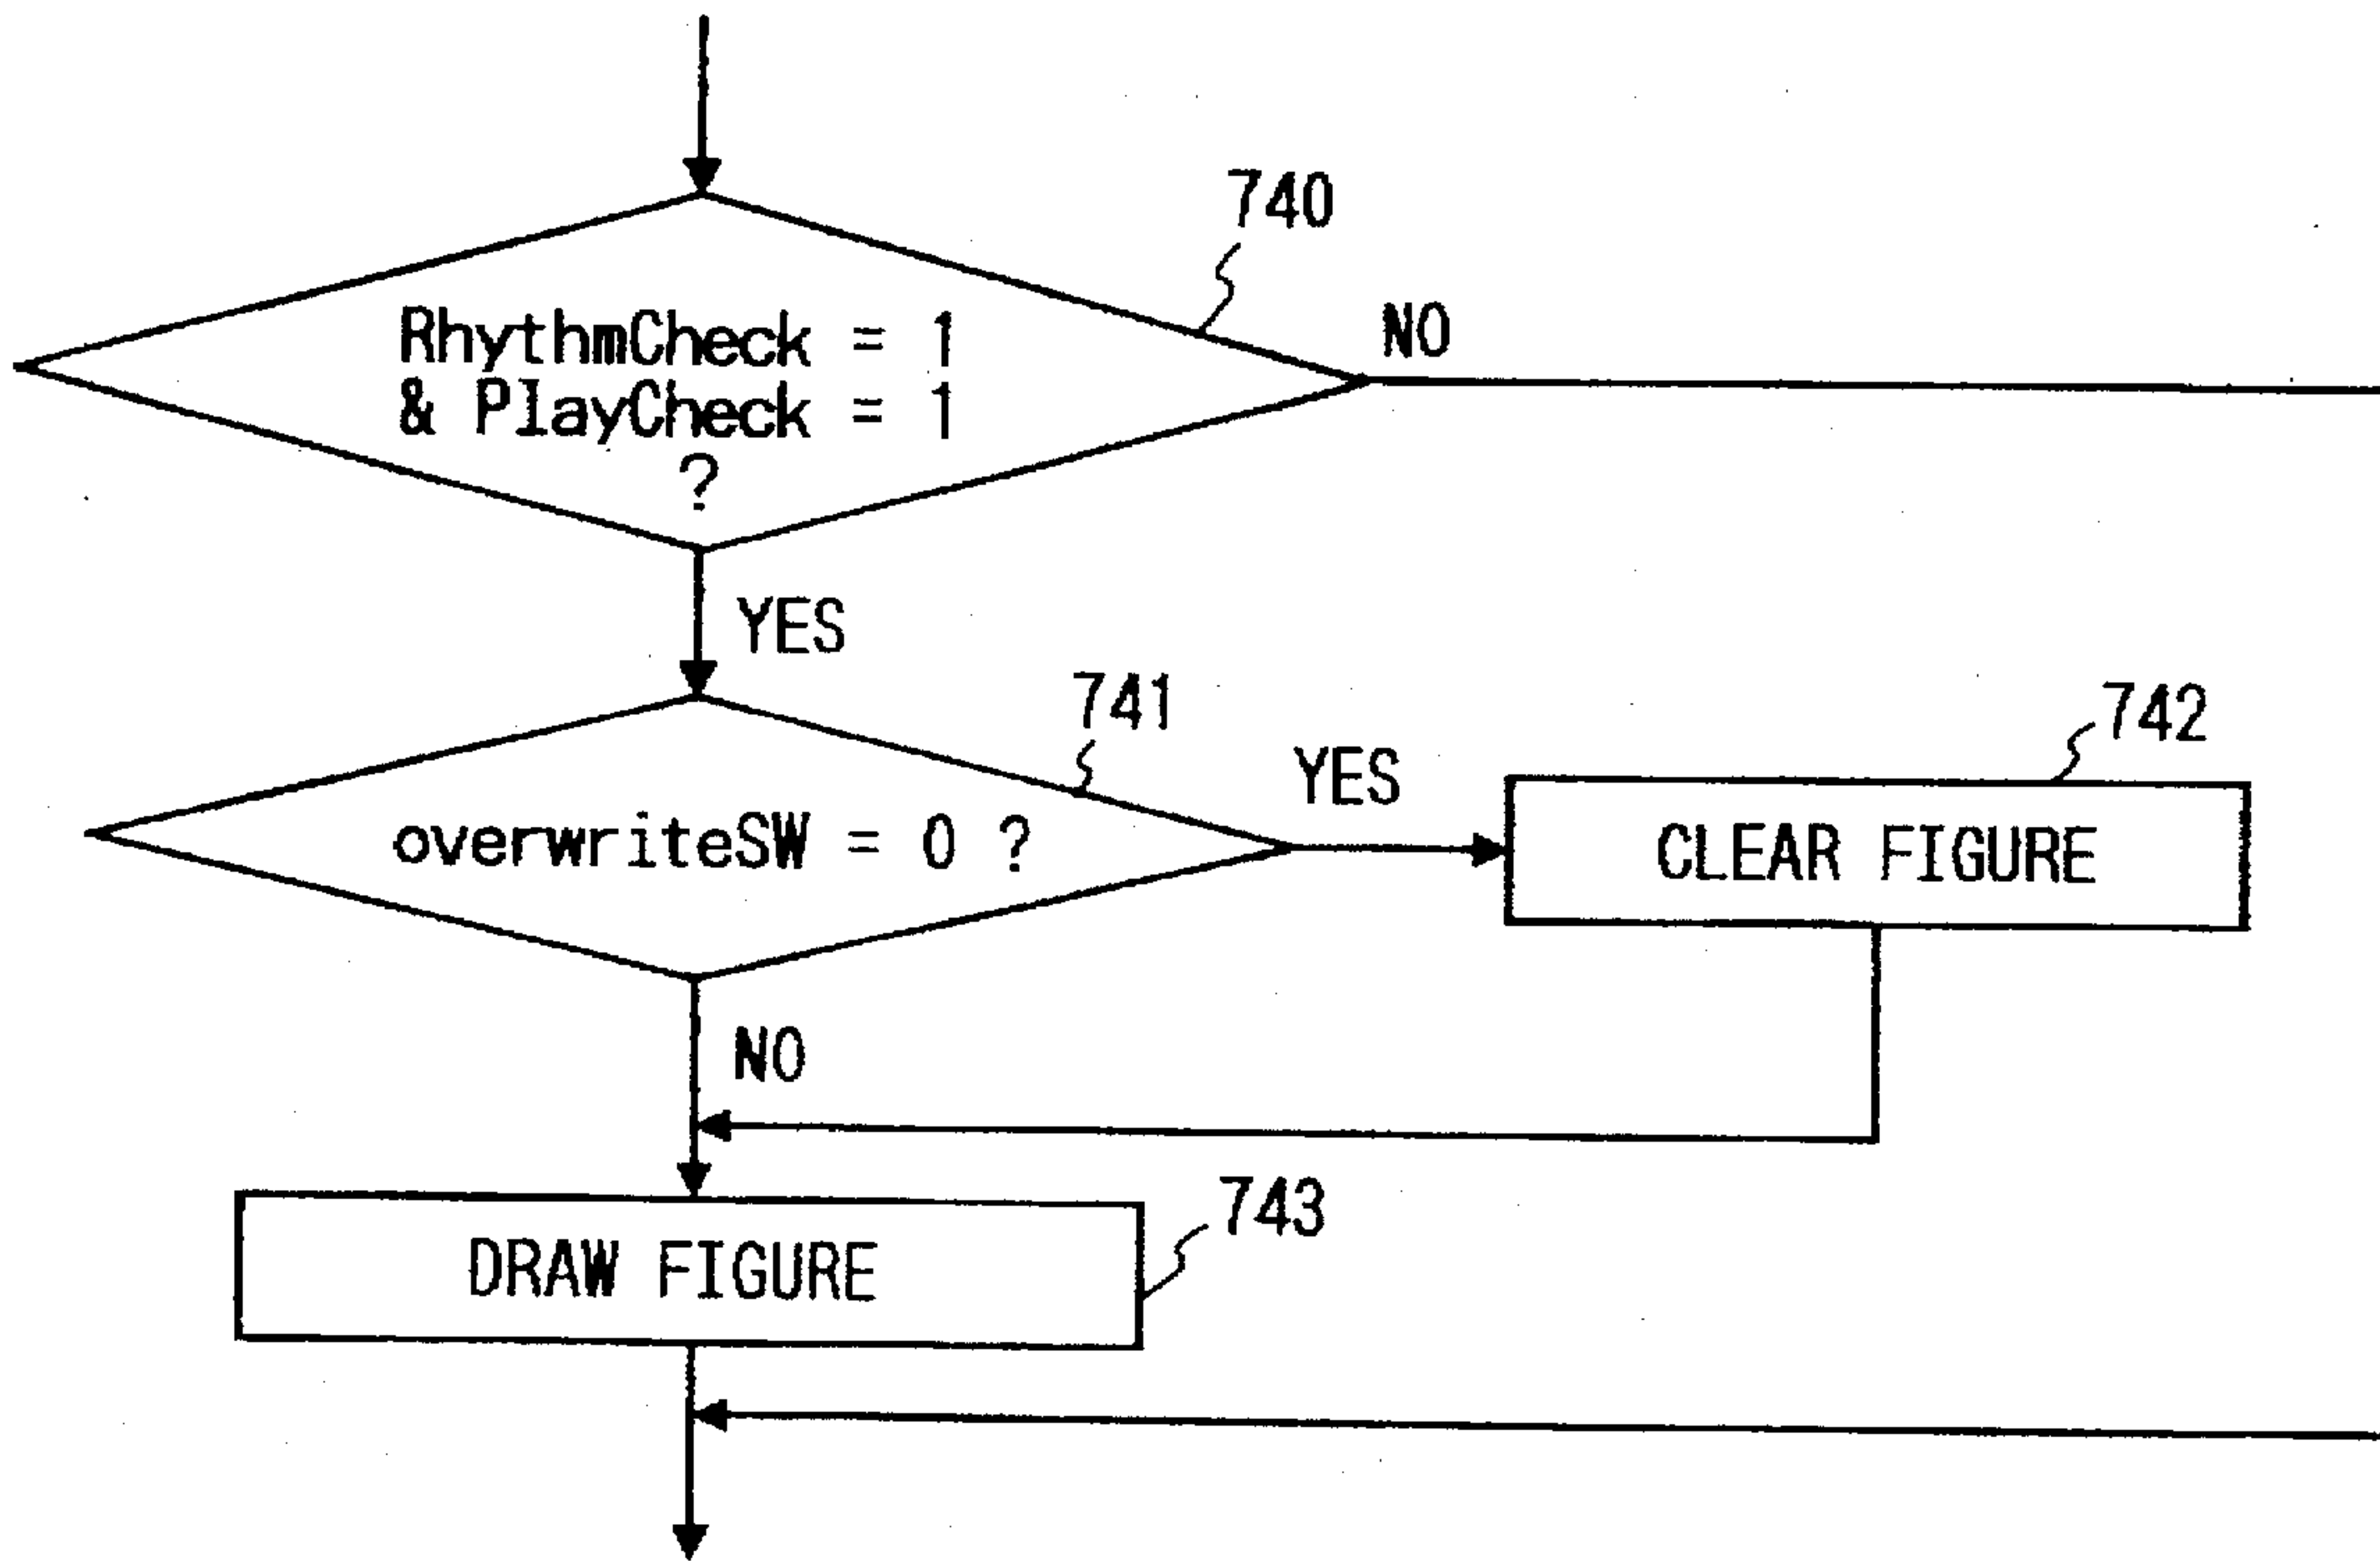 740
RhythmCheck = 1
& PlayCheck = 1
?
NO
YES
741
overwriteSW = 0 ?
YES
742
CLEAR FIGURE
NO
743
DRAW FIGURE